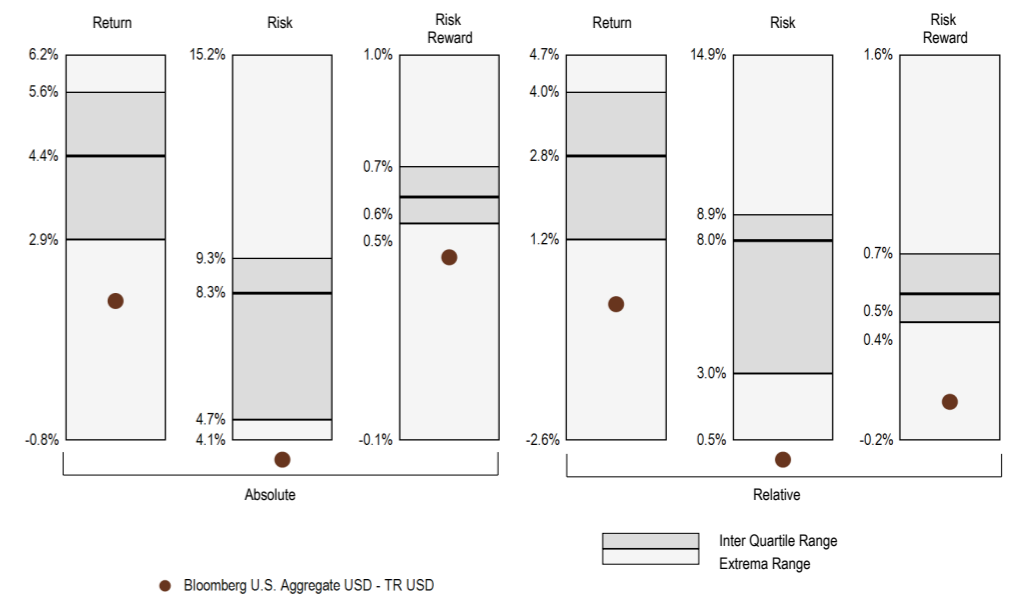 Return
Risk
Risk
Reward
Return
Risk
Risk
Reward
6.2%
5.6%
4.4%
2.9%
-0.8%
15.2%
9.3%
8.3%
4.7%
4.1%
1.0%
0.7%
0.6%
0.5%
-0.1%
4.7%
4.0%
2.8%
1.2%
-2.6%
14.9%
8.9%
8.0%
3.0%
0.5%
1.6%
0.7%
0.5%
0.4%
-0.2%
Absolute
Relative
Inter Quartile Range
Extrema Range
Bloomberg U.S. Aggregate USD - TR USD